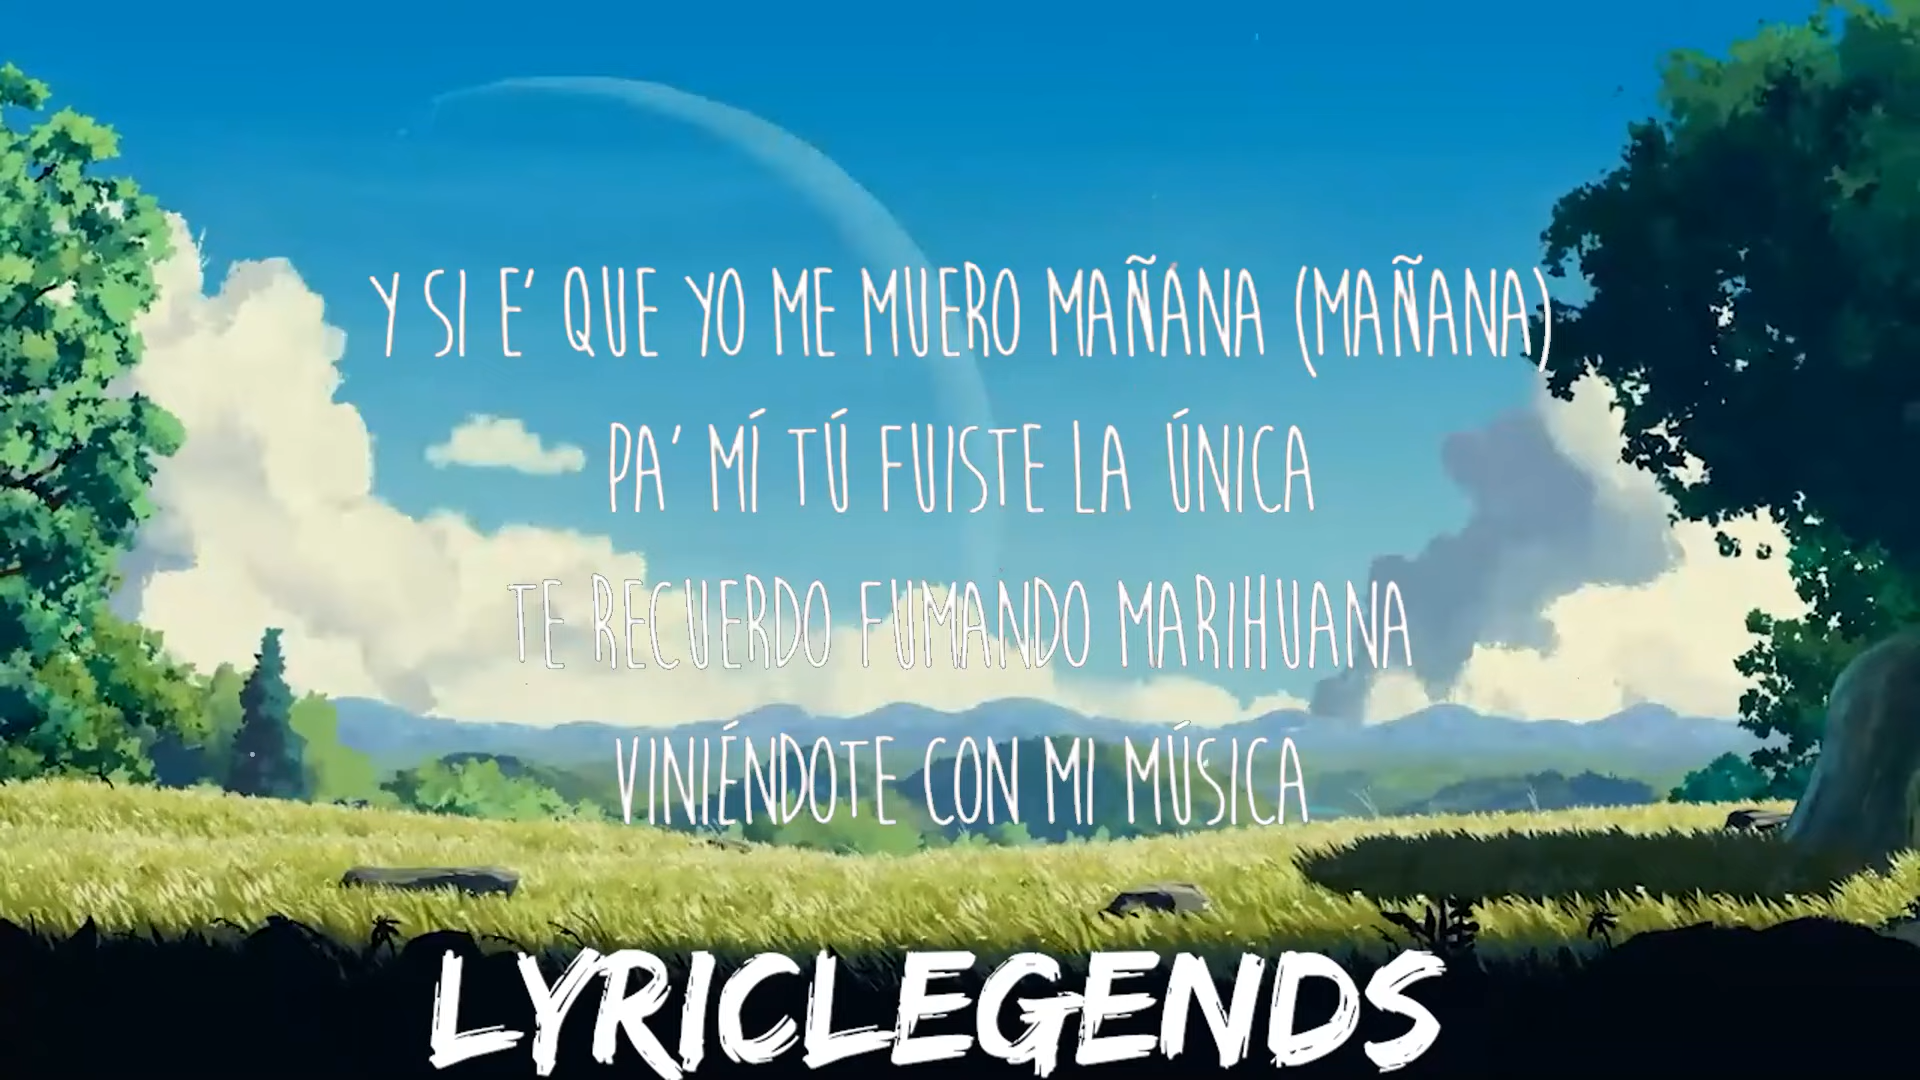 Y SI E' QUE YO ME MUERO MAÑANA (MAÑANA)
PA' MÍ TÚ FUISTE LA ÚNICA
TE RECUERDO FUMANDO MARIHUANA
VINIÉNDOTE CON MI MÚSICA
LYRICLEGENDS